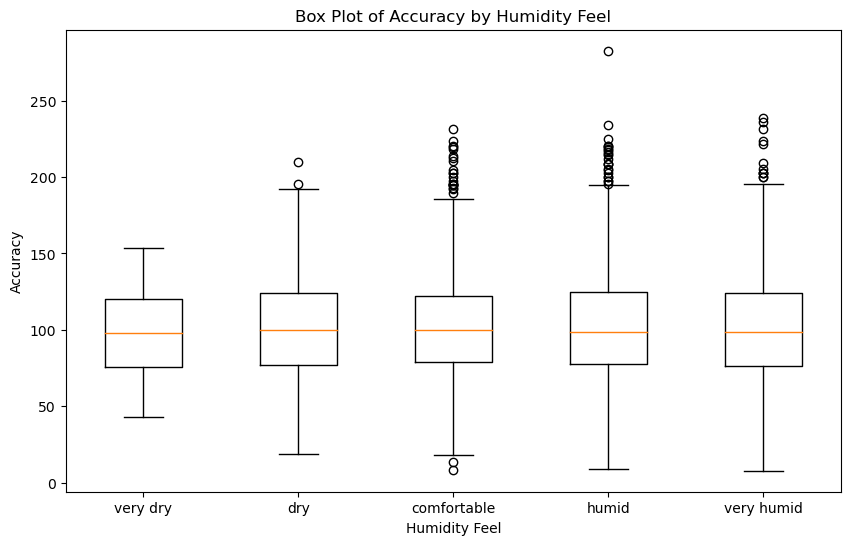 Box Plot of Accuracy by Humidity Feel
250
200
150
100
50
0
Accuracy
very dry
dry
comfortable
humid
very humid
Humidity Feel